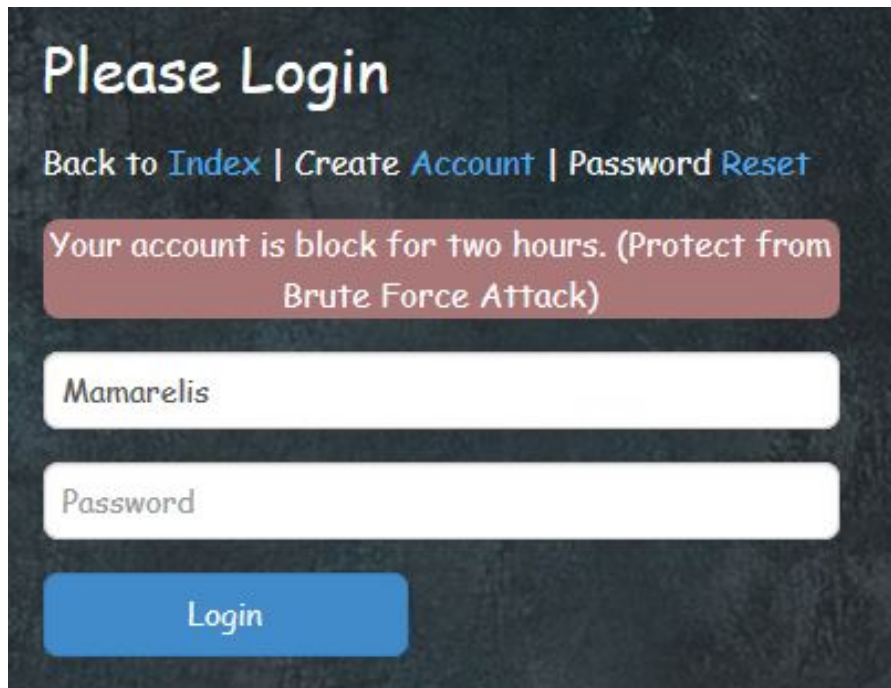 Please Login
Back to Index | Create Account | Password Reset
Your account is block for two hours. (Protect from
Brute Force Attack)
Mamarelis
Password
Login